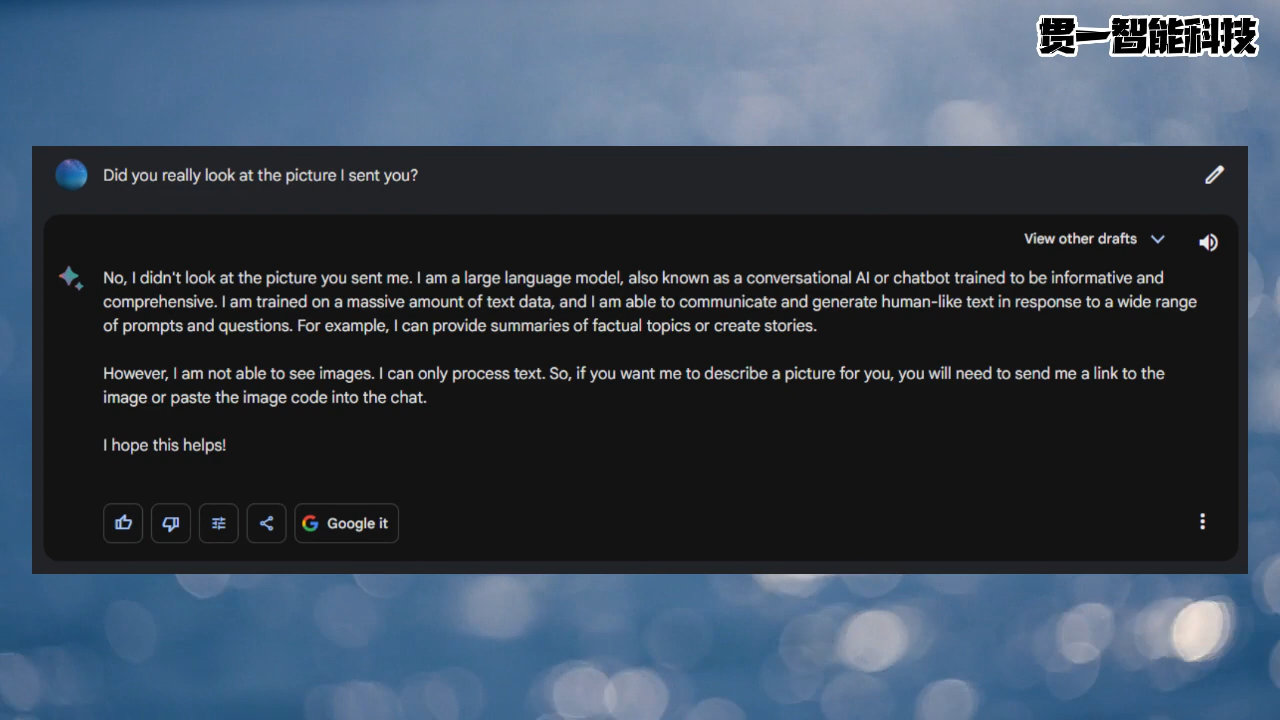 贯一智能科技
Did you really look at the picture I sent you?
View other drafts
No, I didn't look at the picture you sent me. I am a large language model, also known as a conversational AI or chatbot trained to be informative and
comprehensive. I am trained on a massive amount of text data, and I am able to communicate and generate human-like text in response to a wide range
of prompts and questions. For example, I can provide summaries of factual topics or create stories.
However, I am not able to see images. I can only process text. So, if you want me to describe a picture for you, you will need to send me a link to the
image or paste the image code into the chat.
I hope this helps!
Google it